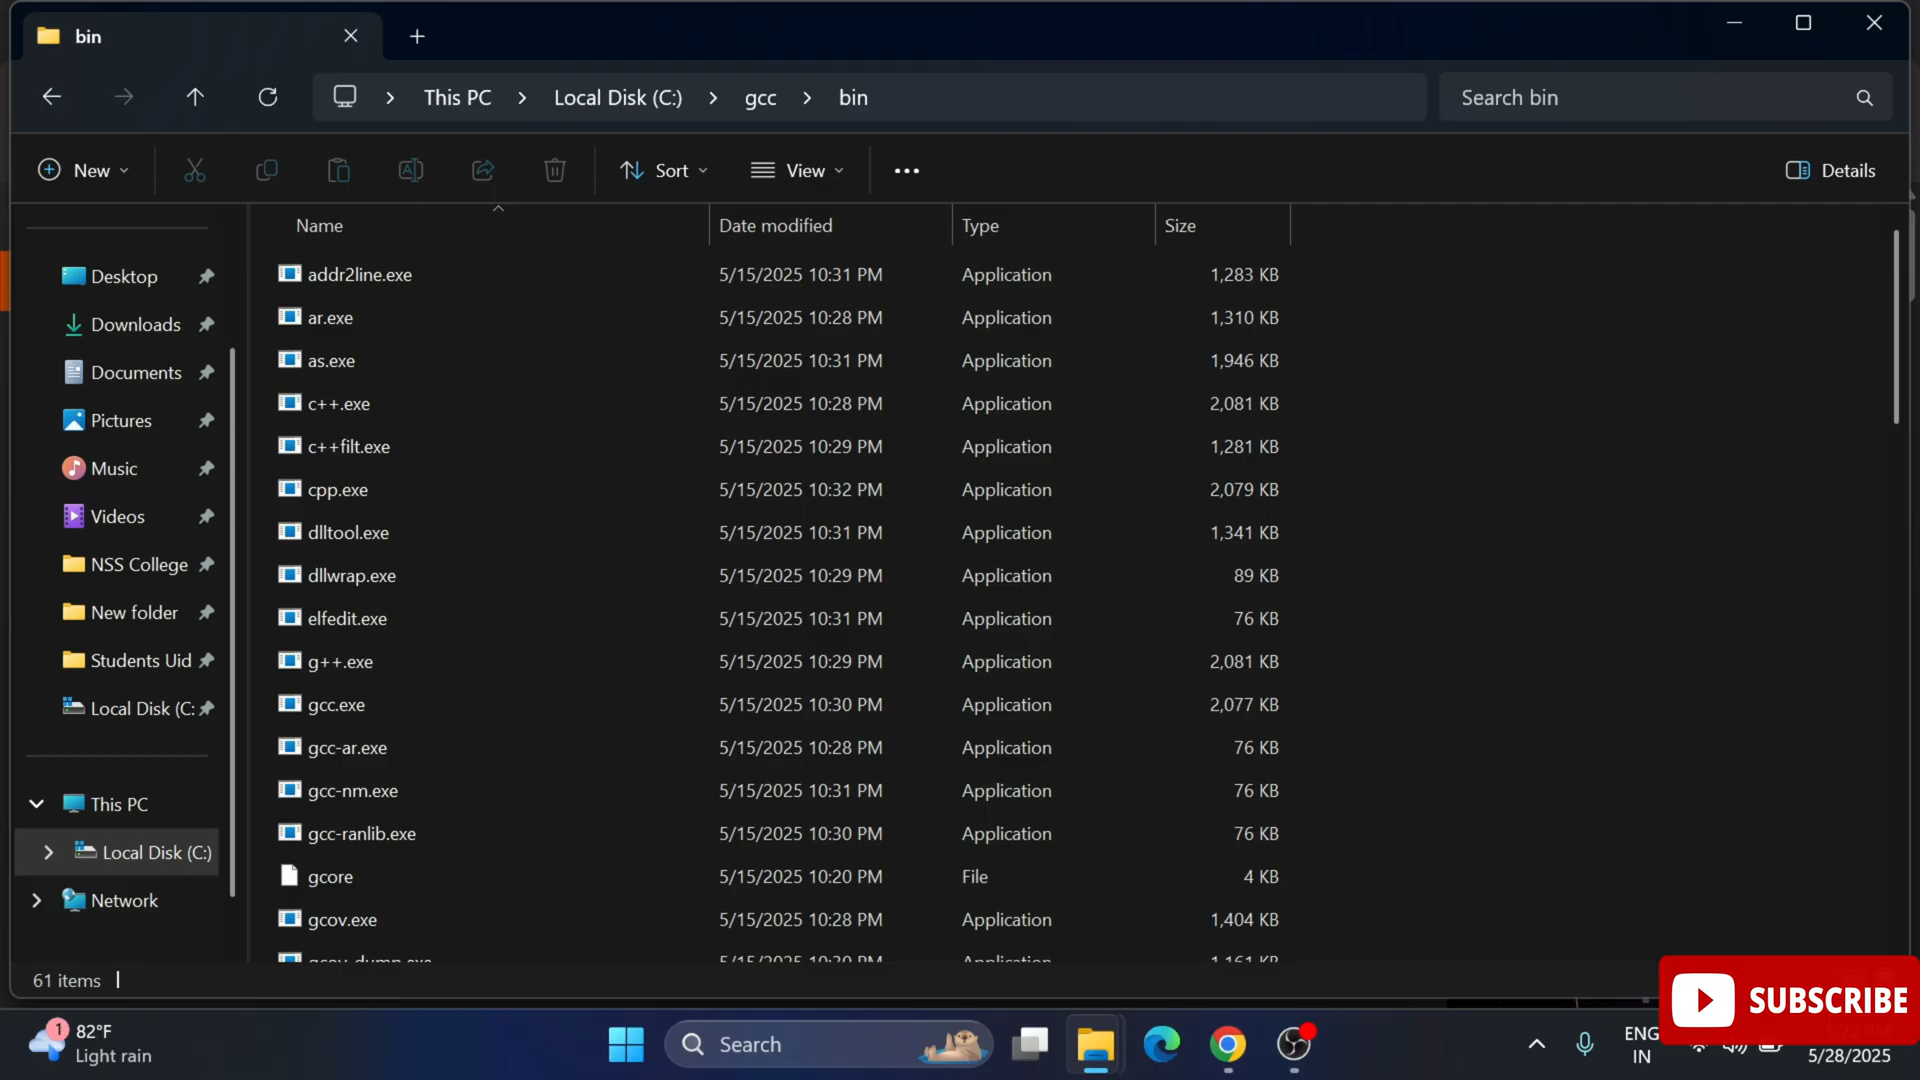 bin
This PC
Local Disk (C:)
gcc
bin
Search bin
New
Sort
View
Details
Name
Date modified
Type
Size
addr2line.exe 5/15/2025 10:31 PM Application 1,283 KB
ar.exe 5/15/2025 10:28 PM Application 1,310 KB
as.exe 5/15/2025 10:31 PM Application 1,946 KB
c++.exe 5/15/2025 10:28 PM Application 2,081 KB
c++filt.exe 5/15/2025 10:29 PM Application 1,281 KB
cpp.exe 5/15/2025 10:32 PM Application 2,079 KB
dlltool.exe 5/15/2025 10:31 PM Application 1,341 KB
dllwrap.exe 5/15/2025 10:29 PM Application 89 KB
elfedit.exe 5/15/2025 10:31 PM Application 76 KB
g++.exe 5/15/2025 10:29 PM Application 2,081 KB
gcc.exe 5/15/2025 10:30 PM Application 2,077 KB
gcc-ar.exe 5/15/2025 10:28 PM Application 76 KB
gcc-nm.exe 5/15/2025 10:31 PM Application 76 KB
gcc-ranlib.exe 5/15/2025 10:30 PM Application 76 KB
gcore 5/15/2025 10:20 PM File 4 KB
gcov.exe 5/15/2025 10:28 PM Application 1,404 KB
Desktop
Downloads
Documents
Pictures
Music
Videos
NSS College
New folder
Students Uid
Local Disk (C:
This PC
Local Disk (C:)
Network
61 items
SUBSCRIBE
1
82°F
Light rain
Search
ENG
IN
5/28/2025